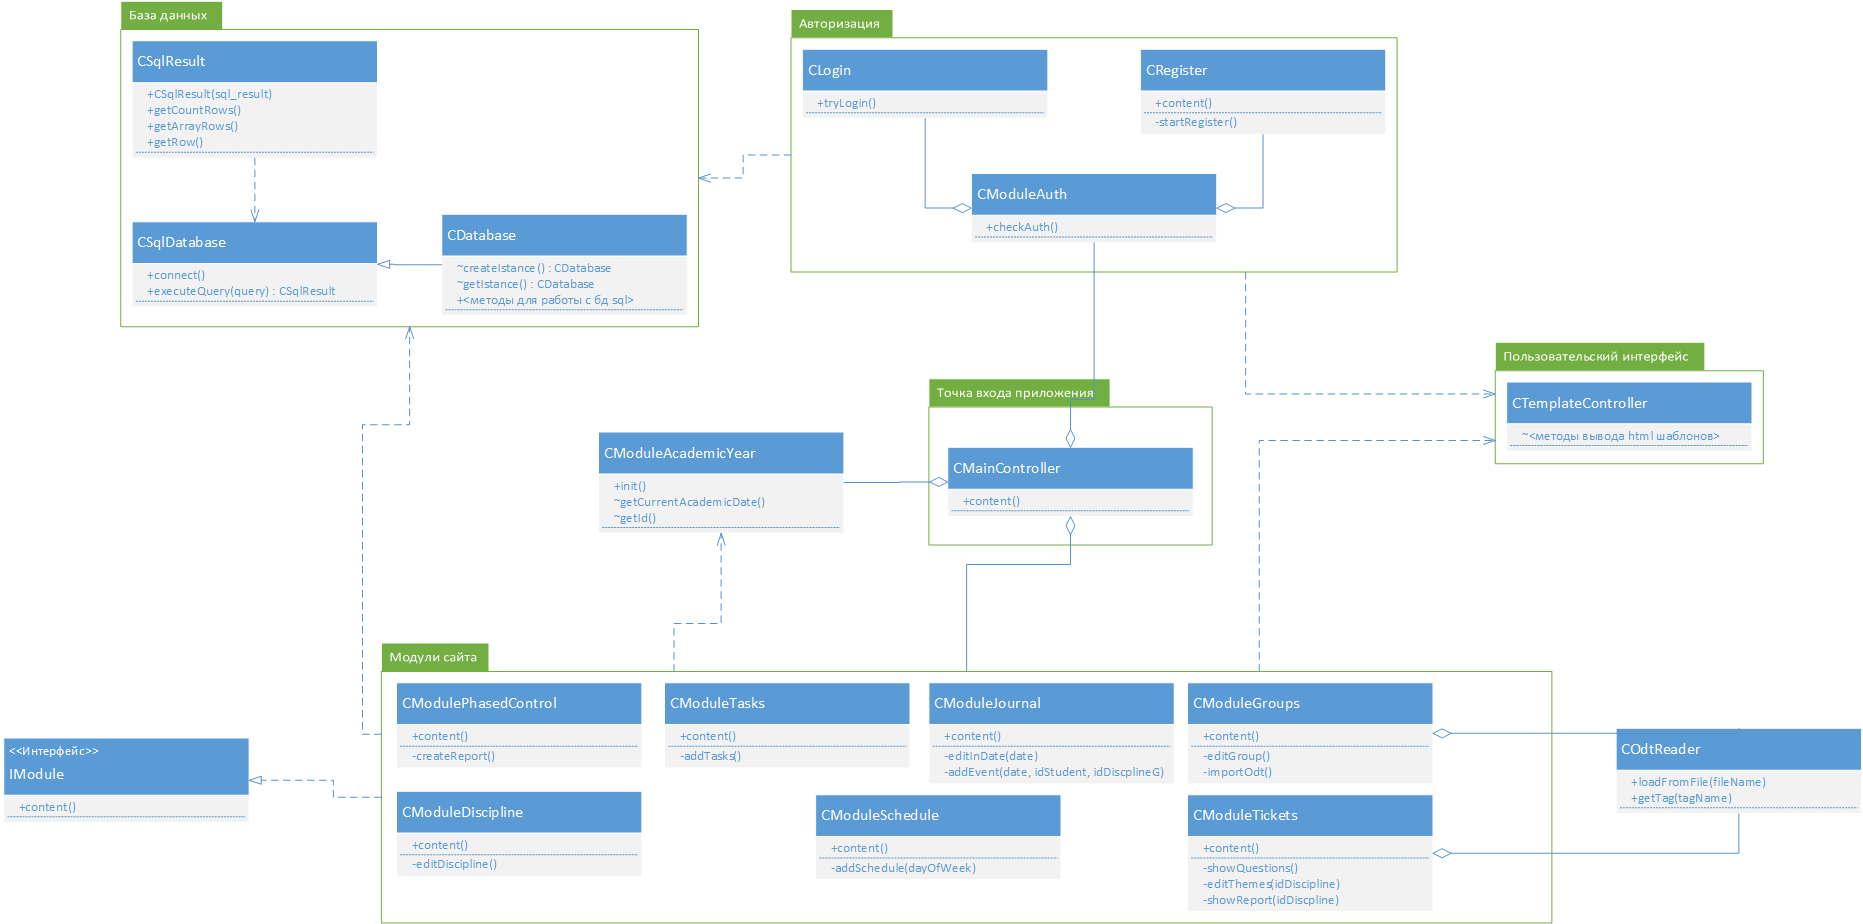 База данных
CSqlResult
+CSqlResult(sql_result)
+getCountRows()
+getArrayRows()
+getRow()
CSqlDatabase
+connect()
+executeQuery(query) : CSqlResult
CDatabase
~createIstance() : CDatabase
~getIstance() : CDatabase
+<методы для работы с бд sql>
Авторизация
CLogin
+tryLogin()
CRegister
+content()
-startRegister()
CModuleAuth
+checkAuth()
Пользовательский интерфейс
CTemplateController
~<методы вывода html шаблонов>
Точка входа приложения
CMainController
+content()
CModuleAcademicYear
+init()
~getCurrentAcademicDate()
~getId()
Модули сайта
CModulePhasedControl
+content()
-createReport()
CModuleTasks
+content()
-addTasks()
CModuleJournal
+content()
-editInDate(date)
-addEvent(date, idStudent, idDiscplineG)
CModuleGroups
+content()
-editGroup()
-importOdt()
CModuleDiscipline
+content()
-editDiscipline()
CModuleSchedule
+content()
-addSchedule(dayOfWeek)
CModuleTickets
+content()
-showQuestions()
-editThemes(idDiscipline)
-showReport(idDiscpline)
<<Интерфейс>>
IModule
+content()
COdtReader
+loadFromFile(fileName)
+getTag(tagName)